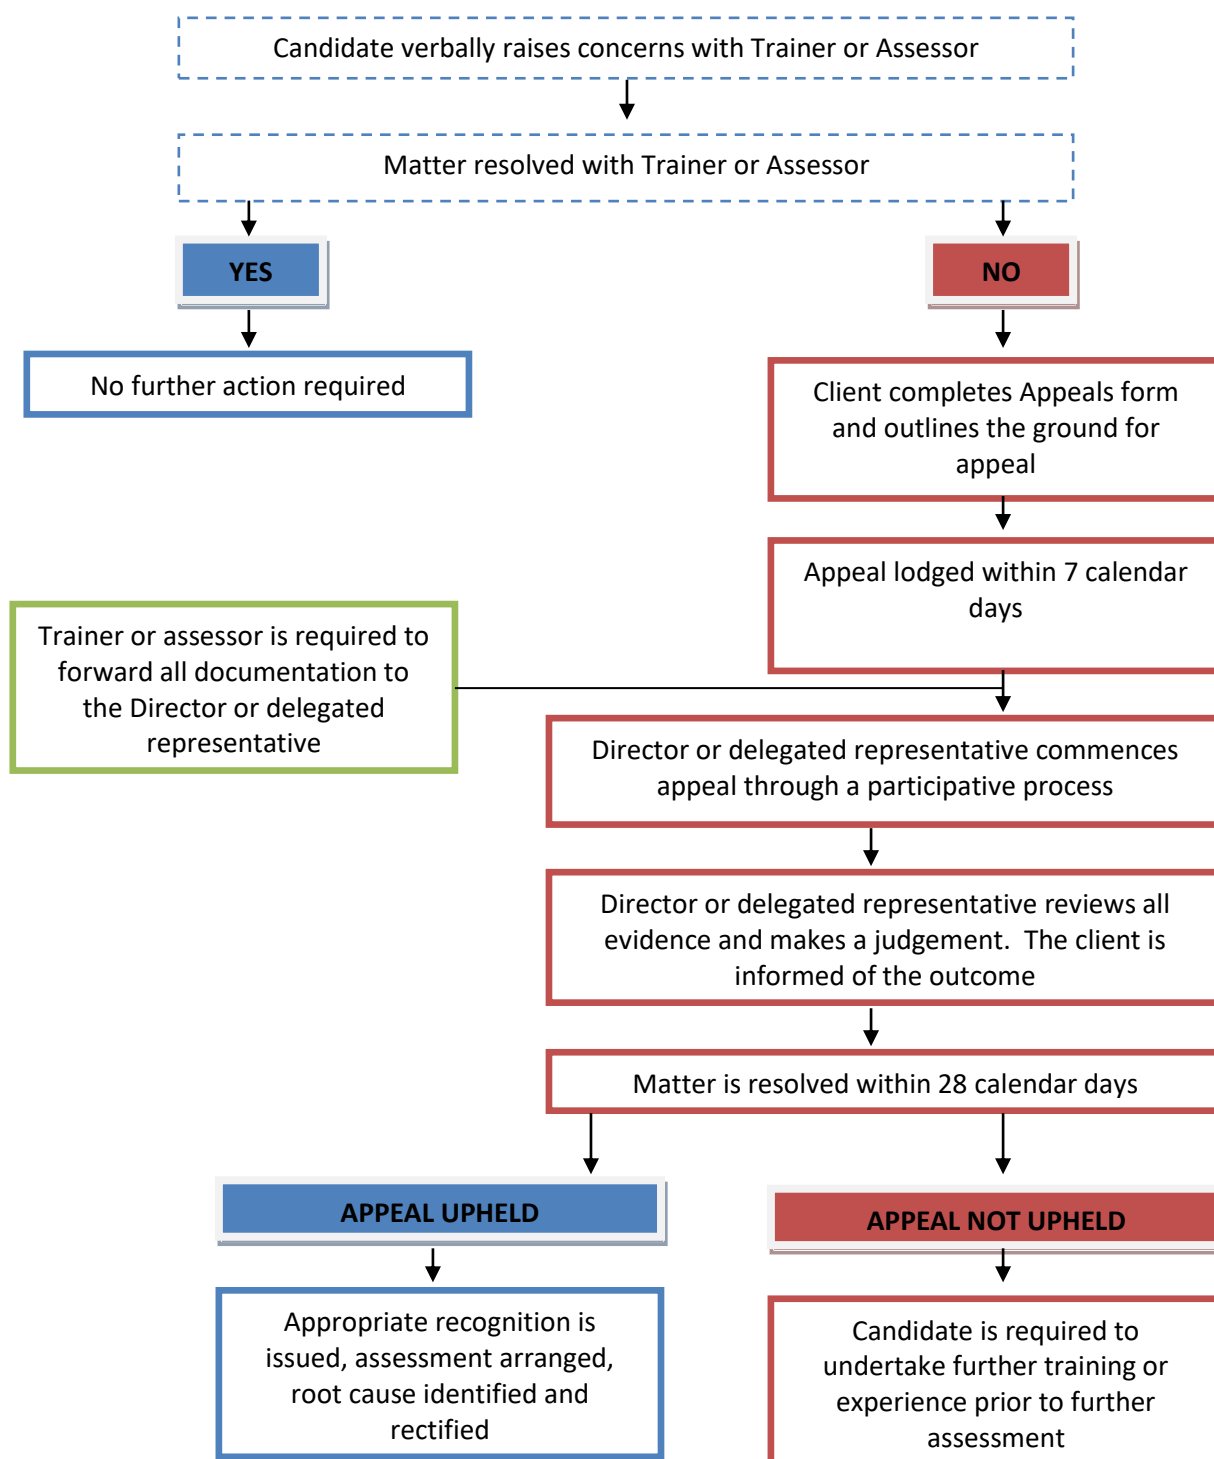 Candidate verbally raises concerns with Trainer or Assessor
Matter resolved with Trainer or Assessor
YES
NO
No further action required
Client completes Appeals form
and outlines the ground for
appeal
Appeal lodged within 7 calendar
days
Trainer or assessor is required to
forward all documentation to
the Director or delegated
representative
Director or delegated representative commences
appeal through a participative process
Director or delegated representative reviews all
evidence and makes a judgement.  The client is
informed of the outcome
Matter is resolved within 28 calendar days
APPEAL UPHELD
APPEAL NOT UPHELD
Appropriate recognition is
issued, assessment arranged,
root cause identified and
rectified
Candidate is required to
undertake further training or
experience prior to further
assessment